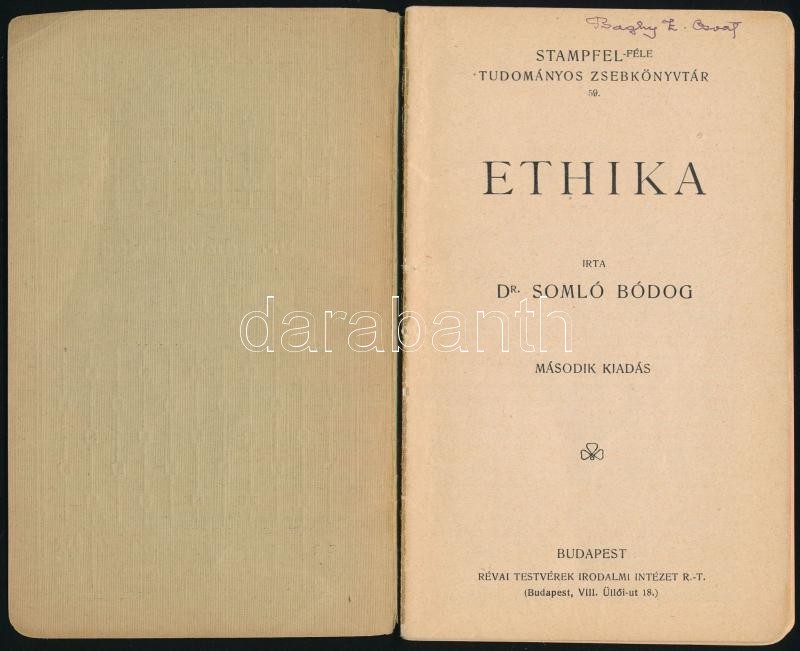 STAMPFEL-FÉLE
TUDOMÁNYOS ZSEBKÖNYVTÁR
59.
ETHIKA
IRTA
DR. SOMLÓ BÓDOG
MÁSODIK KIADÁS
BUDAPEST
RÉVAI TESTVÉREK IRODALMI INTÉZET R.-T.
(Budapest, VIII. Üllői-ut 18.)
darabanth